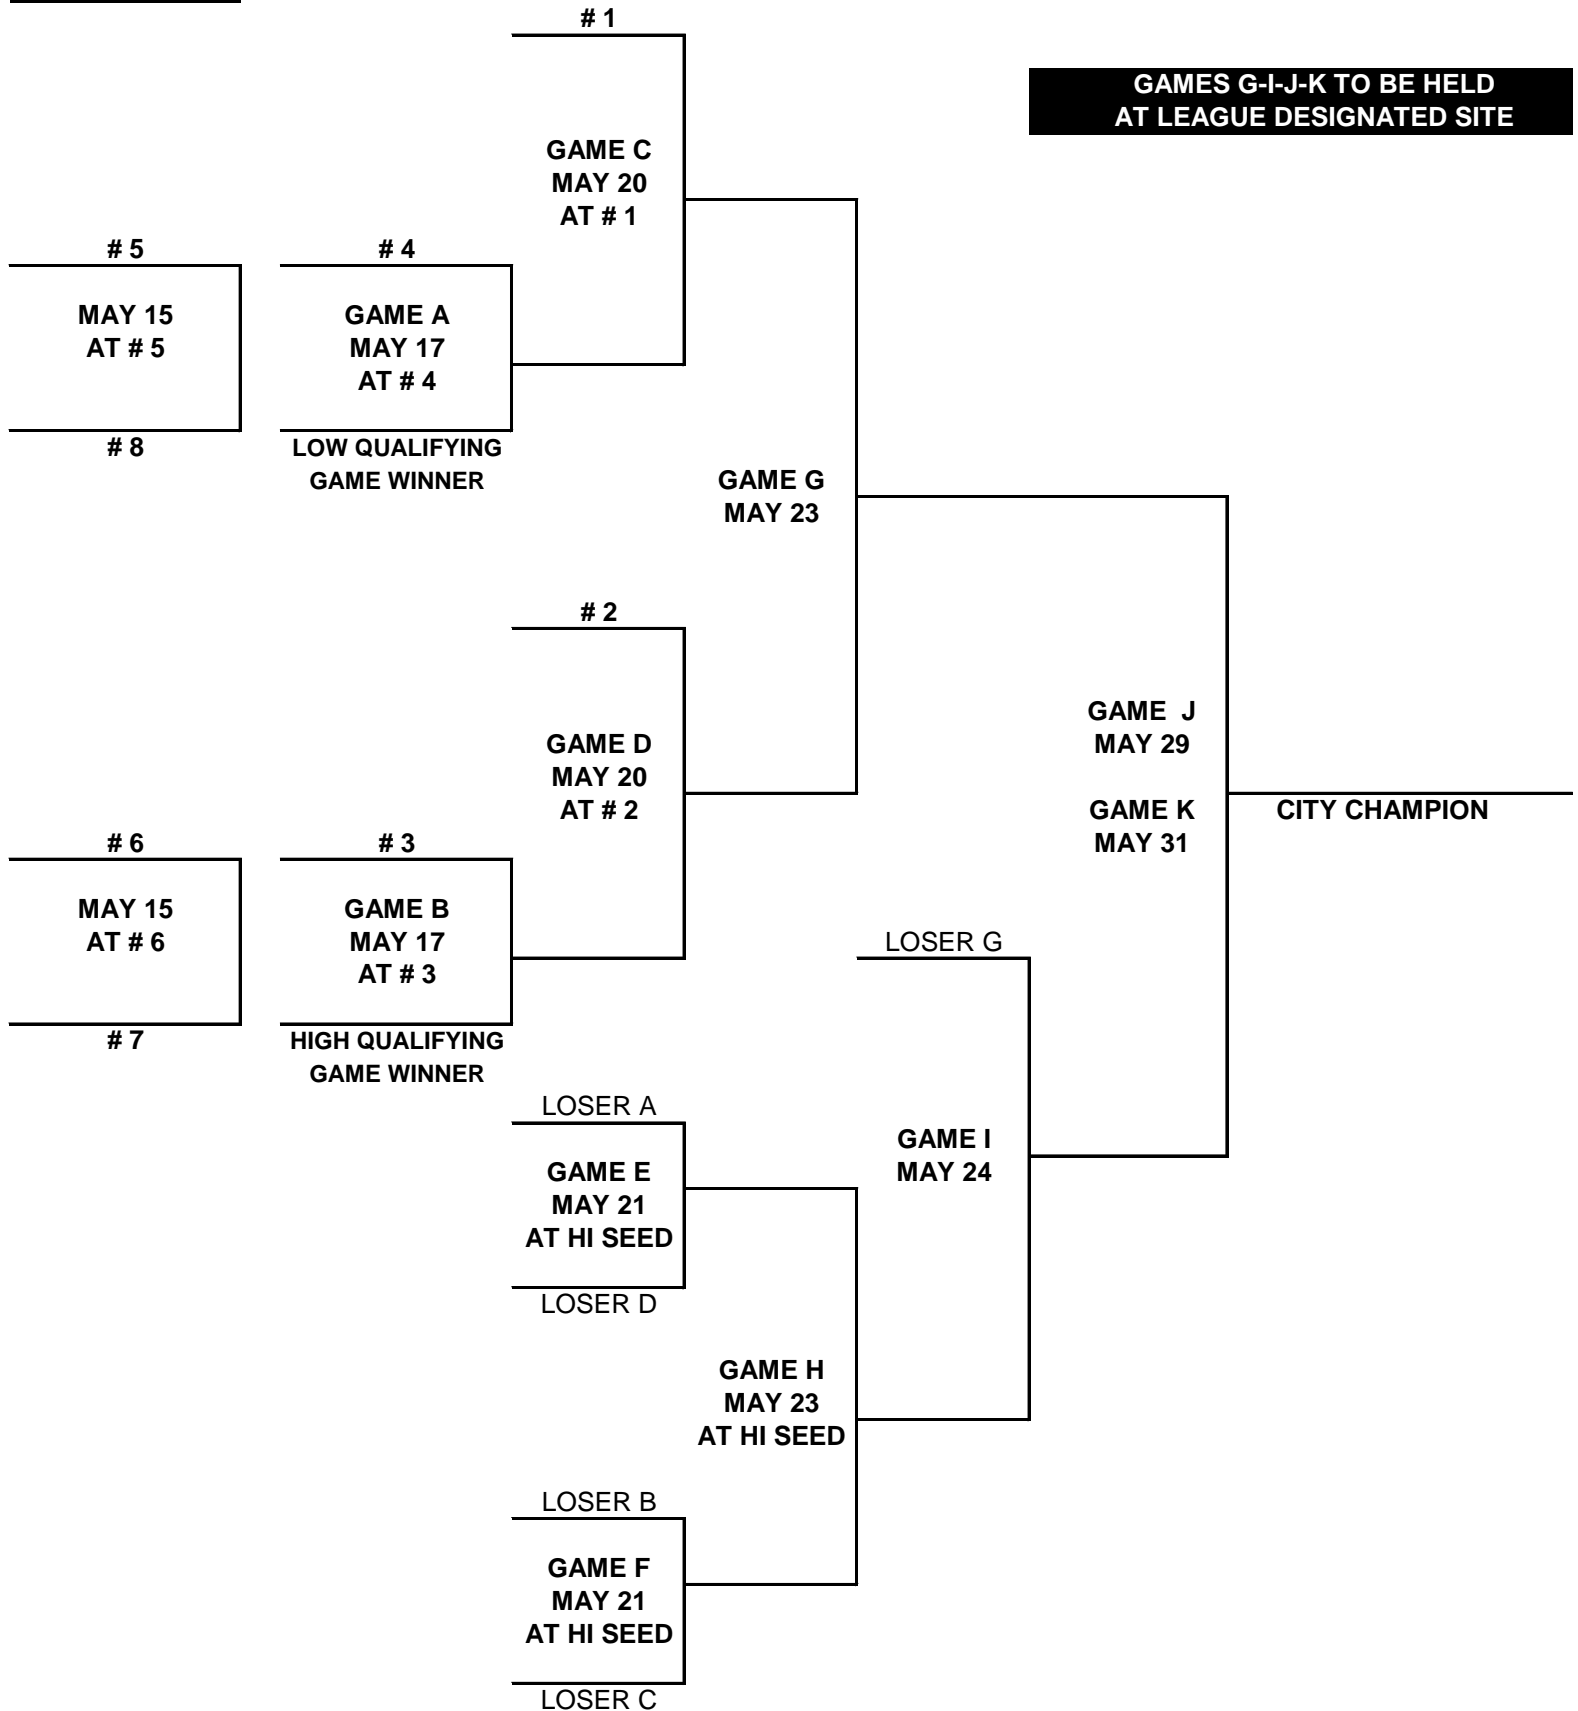 # 1
GAMES G-I-J-K TO BE HELD
AT LEAGUE DESIGNATED SITE
GAME C
MAY 20
AT # 1
# 5
# 4
MAY 15
AT # 5
GAME A
MAY 17
AT # 4
# 8
LOW QUALIFYING
GAME WINNER
GAME G
MAY 23
# 2
GAME J
MAY 29
GAME D
MAY 20
AT # 2
GAME K
MAY 31
CITY CHAMPION
# 6
# 3
MAY 15
AT # 6
GAME B
MAY 17
AT # 3
LOSER G
# 7
HIGH QUALIFYING
GAME WINNER
LOSER A
GAME I
MAY 24
GAME E
MAY 21
AT HI SEED
LOSER D
GAME H
MAY 23
AT HI SEED
LOSER B
GAME F
MAY 21
AT HI SEED
LOSER C